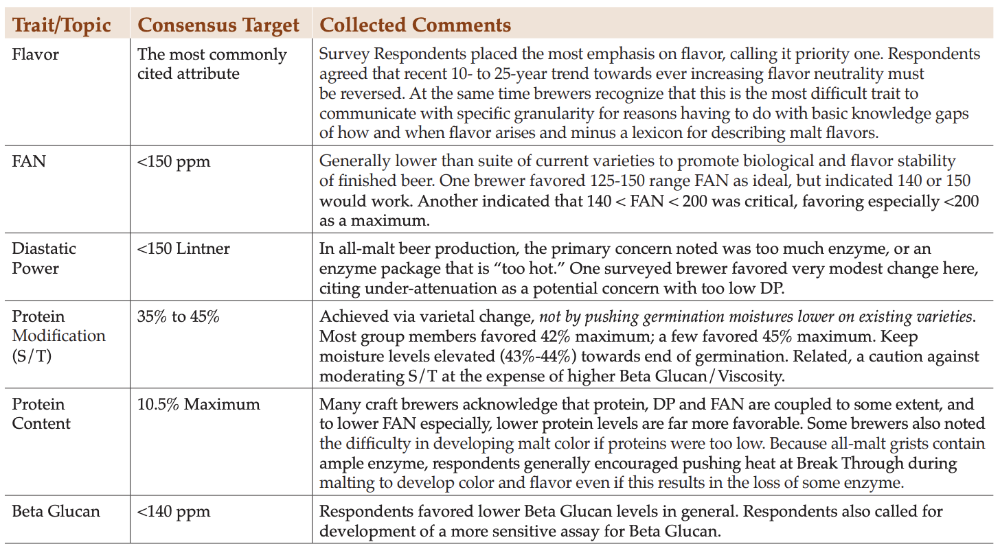 Trait/Topic Consensus Target Collected Comments
Flavor
The most commonly
cited attribute
Survey Respondents placed the most emphasis on flavor, calling it priority one. Respondents
agreed that recent 10- to 25-year trend towards ever increasing flavor neutrality must
be reversed. At the same time brewers recognize that this is the most difficult trait to
communicate with specific granularity for reasons having to do with basic knowledge gaps
of how and when flavor arises and minus a lexicon for describing malt flavors.
FAN
<150 ppm
Generally lower than suite of current varieties to promote biological and flavor stability
of finished beer. One brewer favored 125-150 range FAN as ideal, but indicated 140 or 150
would work. Another indicated that 140 < FAN < 200 was critical, favoring especially <200
as a maximum.
Diastatic
Power
<150 Lintner
In all-malt beer production, the primary concern noted was too much enzyme, or an
enzyme package that is “too hot.” One surveyed brewer favored very modest change here,
citing under-attenuation as a potential concern with too low DP.
Protein
Modification
(S/T)
35% to 45%
Achieved via varietal change, not by pushing germination moistures lower on existing varieties.
Most group members favored 42% maximum; a few favored 45% maximum. Keep
moisture levels elevated (43%-44%) towards end of germination. Related, a caution against
moderating S/T at the expense of higher Beta Glucan/Viscosity.
Protein
Content
10.5% Maximum
Many craft brewers acknowledge that protein, DP and FAN are coupled to some extent, and
to lower FAN especially, lower protein levels are far more favorable. Some brewers also noted
the difficulty in developing malt color if proteins were too low. Because all-malt grists contain
ample enzyme, respondents generally encouraged pushing heat at Break Through during
malting to develop color and flavor even if this results in the loss of some enzyme.
Beta Glucan
<140 ppm
Respondents favored lower Beta Glucan levels in general. Respondents also called for
development of a more sensitive assay for Beta Glucan.